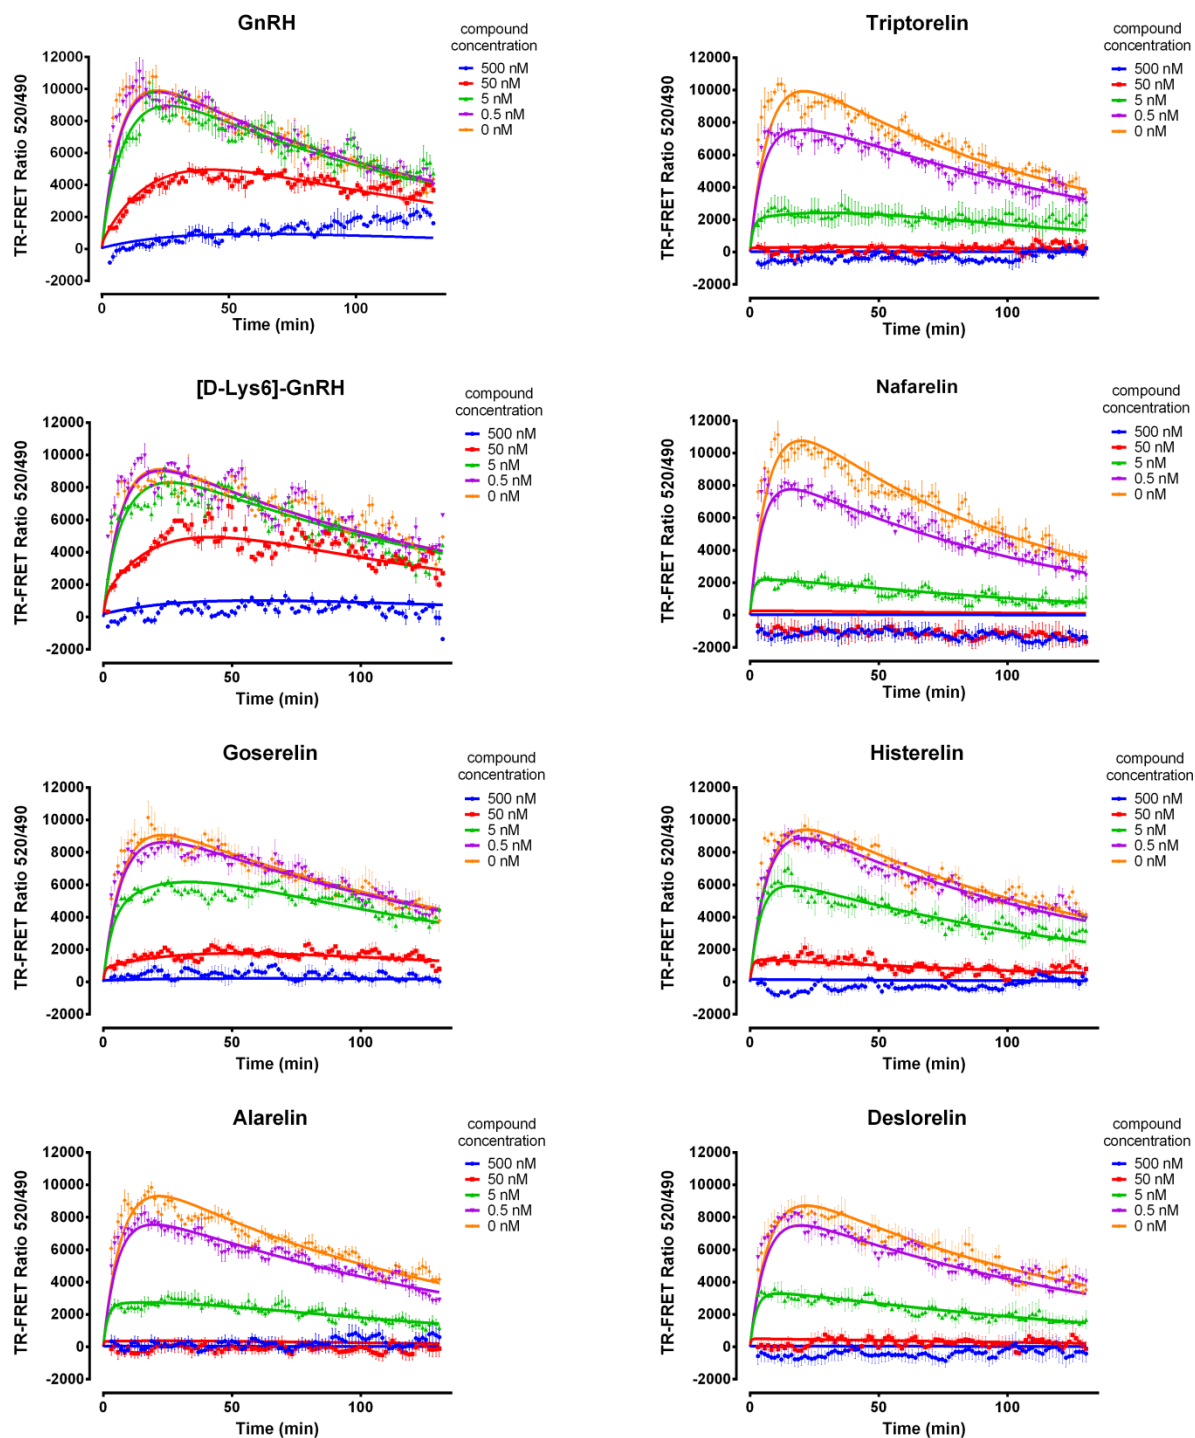 GnRH
compound
concentration
500 nM
50 nM
5 nM
0.5 nM
0 nM
TR-FRET Ratio 520/490
12000
10000
8000
6000
4000
2000
0
-2000
0 50 100
Time (min)
Triptorelin
compound
concentration
500 nM
50 nM
5 nM
0.5 nM
0 nM
TR-FRET Ratio 520/490
12000
10000
8000
6000
4000
2000
0
-2000
0 50 100
Time (min)
[D-Lys6]-GnRH
compound
concentration
500 nM
50 nM
5 nM
0.5 nM
0 nM
TR-FRET Ratio 520/490
12000
10000
8000
6000
4000
2000
0
-2000
0 50 100
Time (min)
Nafarelin
compound
concentration
500 nM
50 nM
5 nM
0.5 nM
0 nM
TR-FRET Ratio 520/490
12000
10000
8000
6000
4000
2000
0
-2000
0 50 100
Time (min)
Goserelin
compound
concentration
500 nM
50 nM
5 nM
0.5 nM
0 nM
TR-FRET Ratio 520/490
12000
10000
8000
6000
4000
2000
0
-2000
0 50 100
Time (min)
Histerelin
compound
concentration
500 nM
50 nM
5 nM
0.5 nM
0 nM
TR-FRET Ratio 520/490
12000
10000
8000
6000
4000
2000
0
-2000
0 50 100
Time (min)
Alarelin
compound
concentration
500 nM
50 nM
5 nM
0.5 nM
0 nM
TR-FRET Ratio 520/490
12000
10000
8000
6000
4000
2000
0
-2000
0 50 100
Time (min)
Deslorelin
compound
concentration
500 nM
50 nM
5 nM
0.5 nM
0 nM
TR-FRET Ratio 520/490
12000
10000
8000
6000
4000
2000
0
-2000
0 50 100
Time (min)